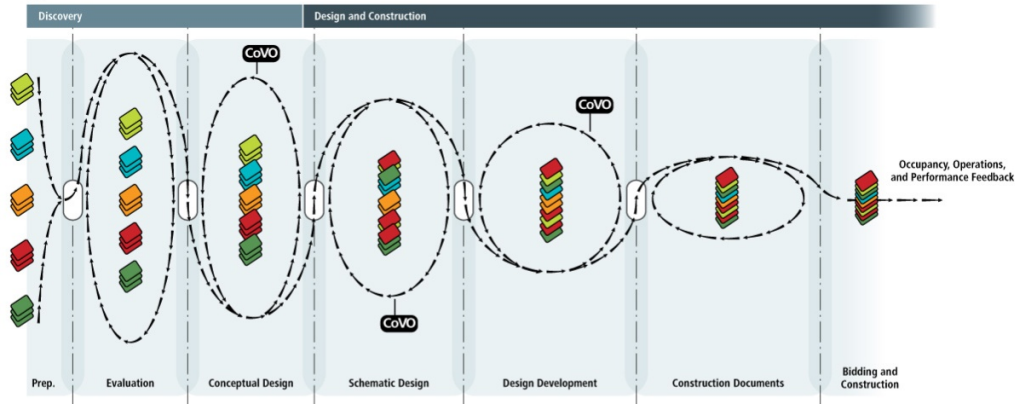 Discovery
Design and Construction
CoVO
CoVO
CoVO
Occupancy, Operations,
and Performance Feedback
Prep.
Evaluation
Conceptual Design
Schematic Design
Design Development
Construction Documents
Bidding and
Construction